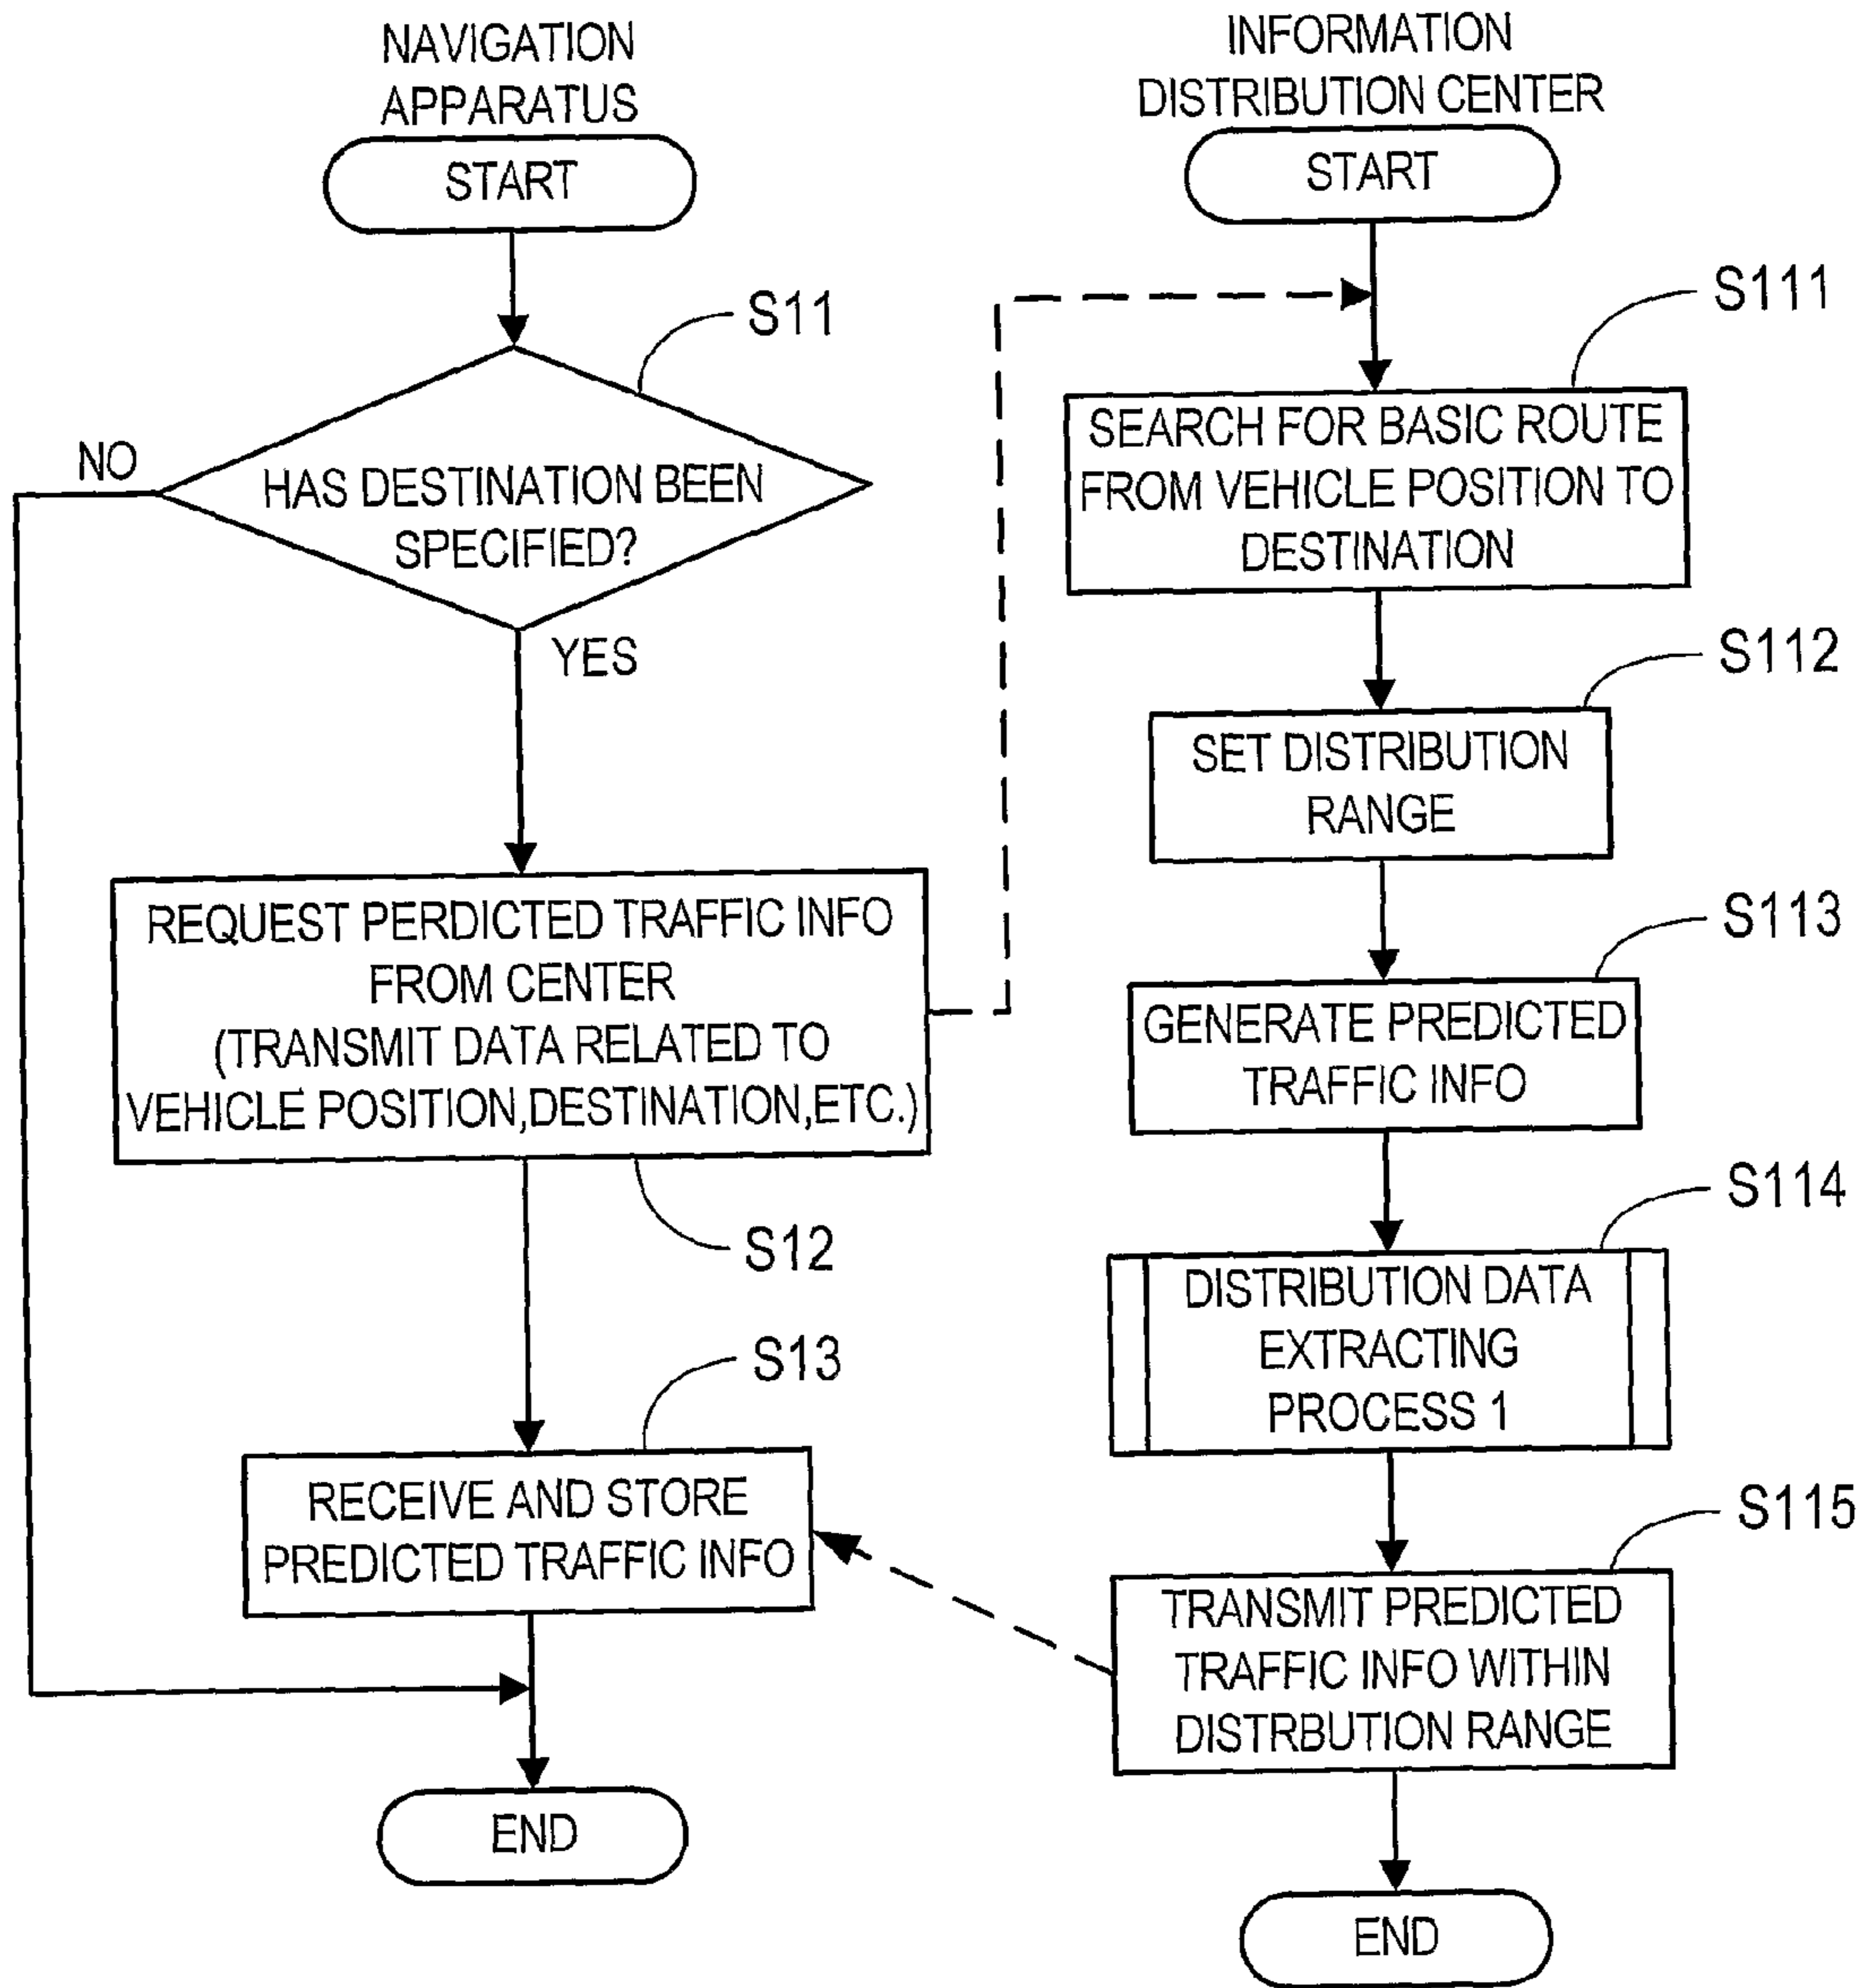 NAVIGATION
APPARATUS
START
S11
NO
HAS DESTINATION BEEN
SPECIFIED?
YES
REQUEST PERDICTED TRAFFIC INFO
FROM CENTER
(TRANSMIT DATA RELATED TO
VEHICLE POSITION,DESTINATION,ETC.)
S12
S13
RECEIVE AND STORE
PREDICTED TRAFFIC INFO
END
INFORMATION
DISTRIBUTION CENTER
START
S111
SEARCH FOR BASIC ROUTE
FROM VEHICLE POSITION TO
DESTINATION
S112
SET DISTRIBUTION
RANGE
S113
GENERATE PREDICTED
TRAFFIC INFO
S114
DISTRIBUTION DATA
EXTRACTING
PROCESS 1
S115
TRANSMIT PREDICTED
TRAFFIC INFO WITHIN
DISTRBUTION RANGE
END